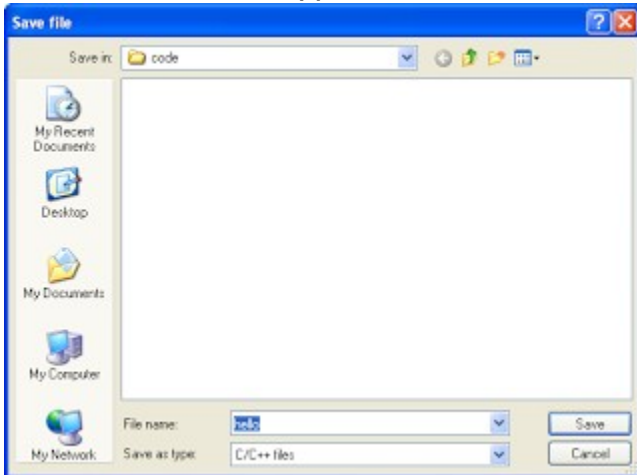 Save file
Save in:
code
My Recent
Documents
Desktop
My Documents
My Computer
My Network
File name:
hello
Save
Save as type:
C/C++ files
Cancel